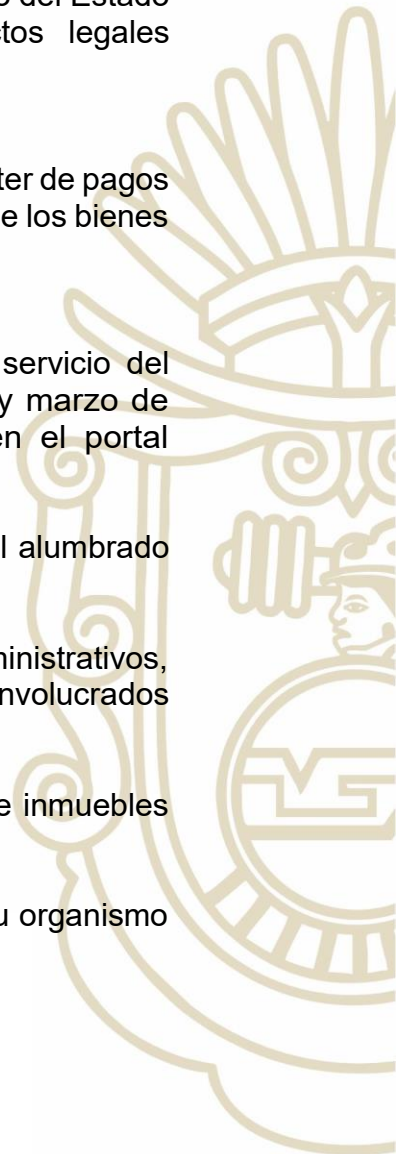 del Estado
tos legales
de pagos
e los bienes
servicio del
y marzo de
en el portal
l alumbrado
ministrativos,
nvolucrados
e inmuebles
u organismo